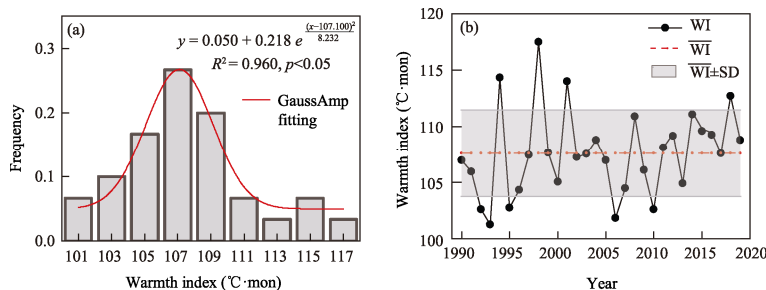 (a)
y = 0.050 + 0.218 e^((x−107.100)²/8.232)
R² = 0.960, p<0.05
GaussAmp
fitting
Frequency
0.3
0.2
0.1
0.0
101 103 105 107 109 111 113 115 117
Warmth index (℃·mon)
(b)
WI
W̅I̅
W̅I̅±SD
Warmth index (℃·mon)
120
115
110
105
100
1990 1995 2000 2005 2010 2015 2020
Year